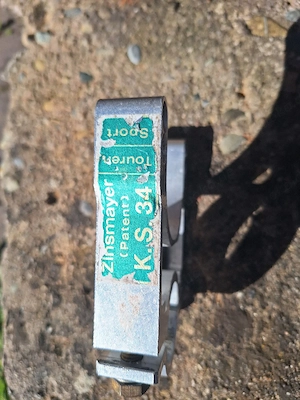 Zinsmayer
(Patent)
K.S. 34
Touren
Sport